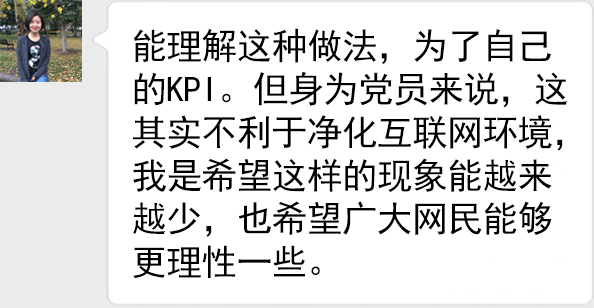 能理解这种做法，为了自己
的KPI。但身为党员来说，这
其实不利于净化互联网环境，
我是希望这样的现象能越来
越少，也希望广大网民能够
更理性一些。